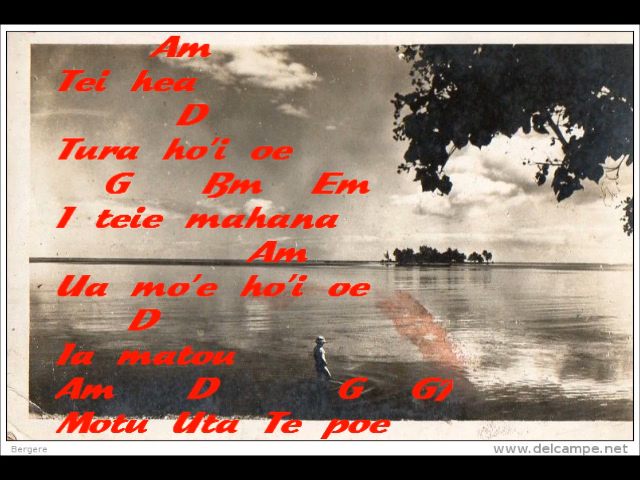 Am
Tei hea
D
Tura ho'i oe
G Bm Em
I teie mahana
Am
Ua mo'e ho'i oe
D
Ia matou
Am D G G7
Motu Uta Te poe
Bergere
www.delcampe.net